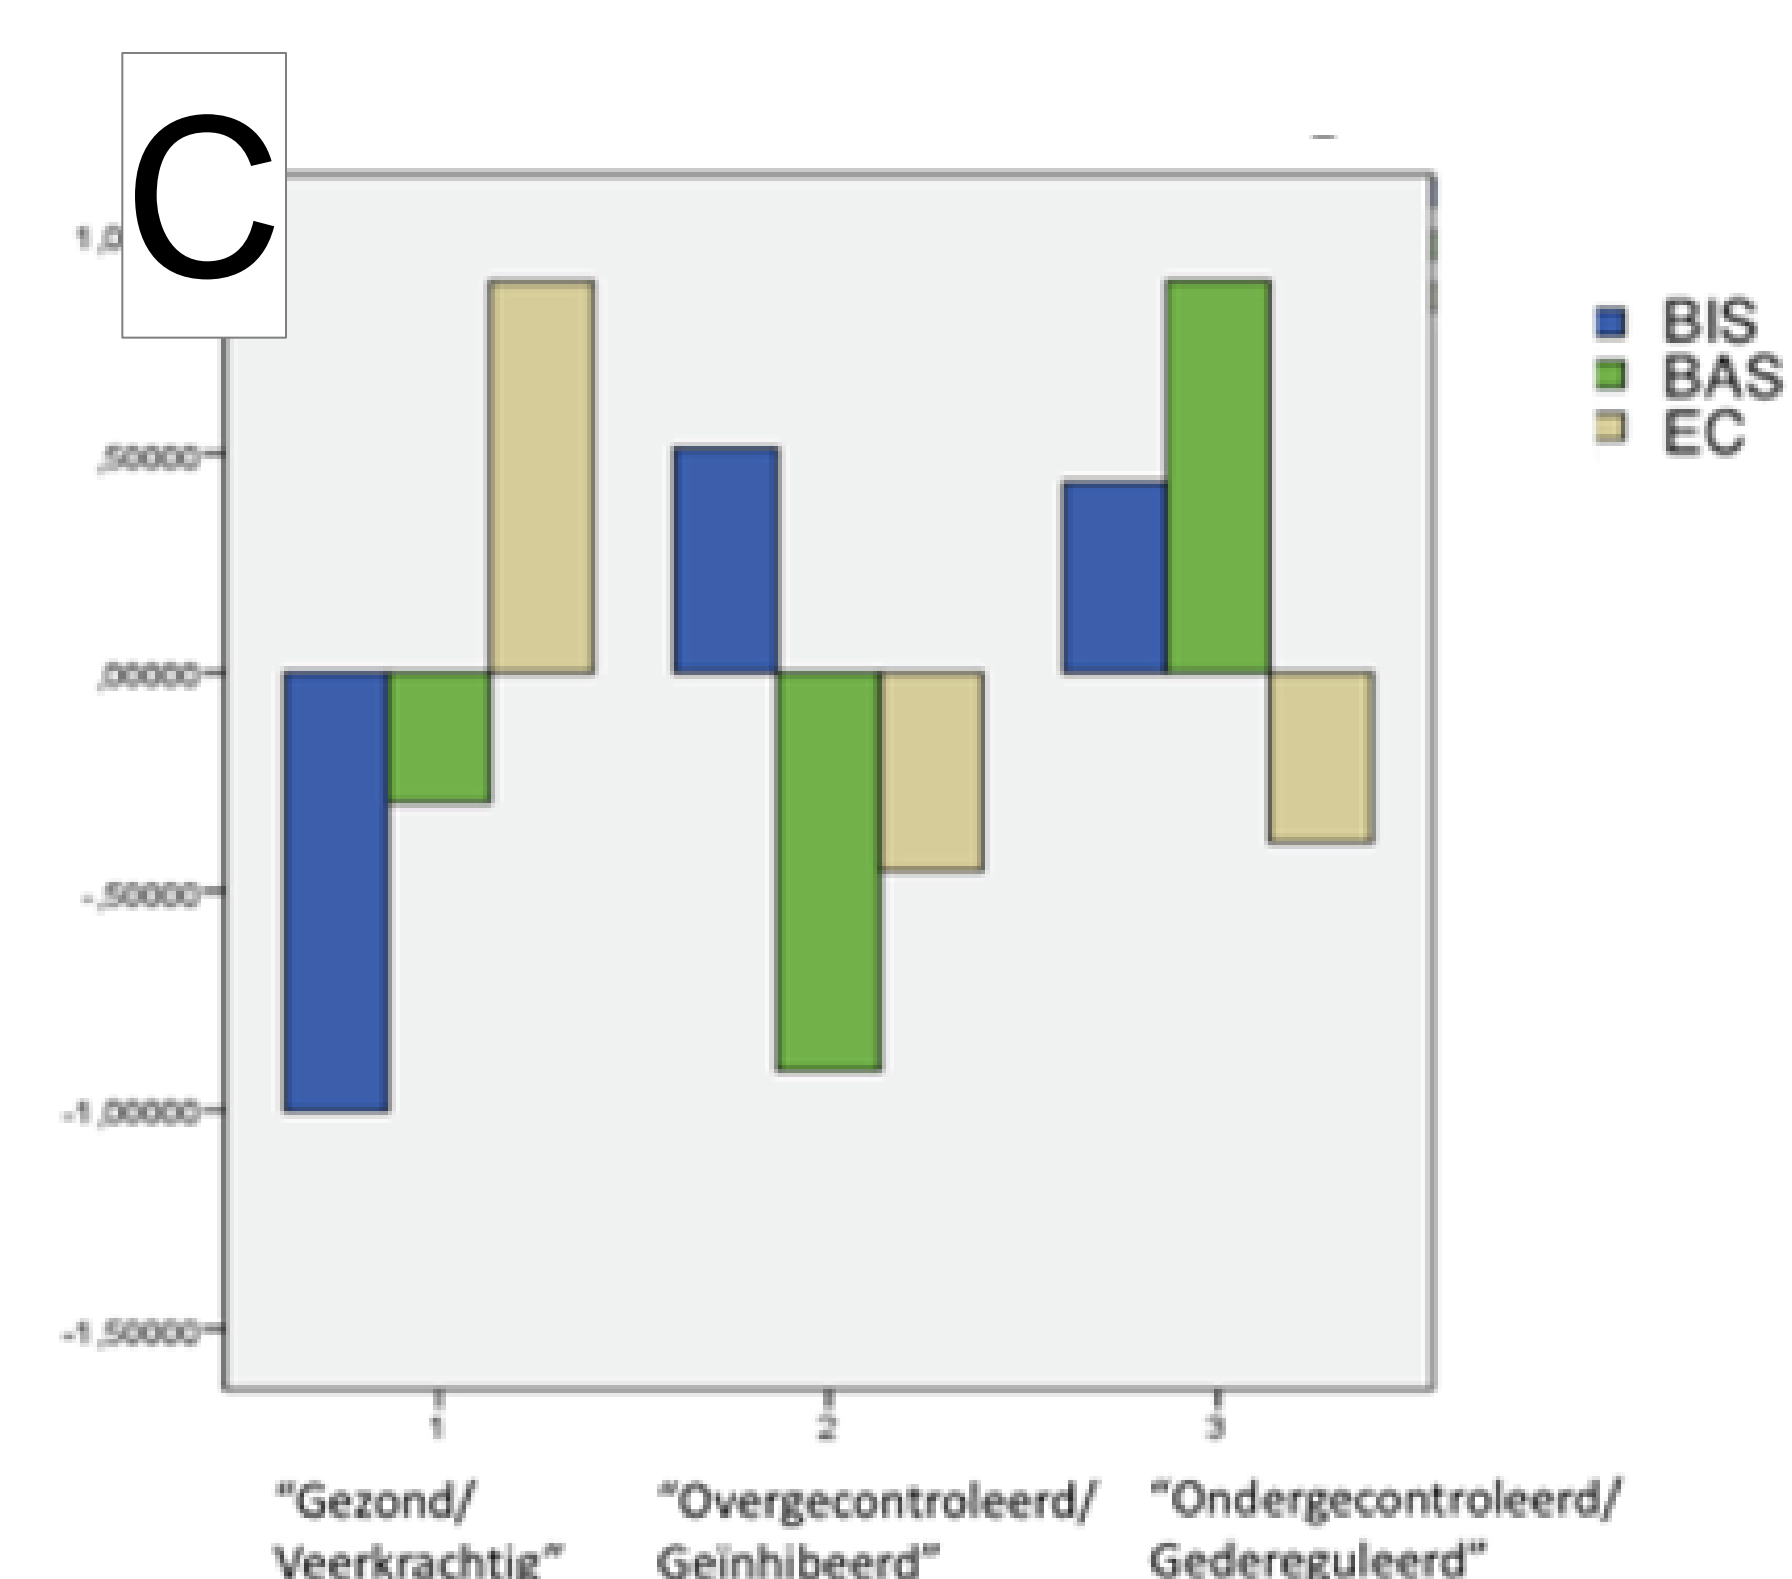 C
BIS
BAS
EC
,50000
,00000
-,50000
-1,00000
-1,50000
1
2
3
"Gezond/
Veerkrachtig"
"Overgecontroleerd/
Geïnhibeerd"
"Ondergecontroleerd/
Gedereguleerd"